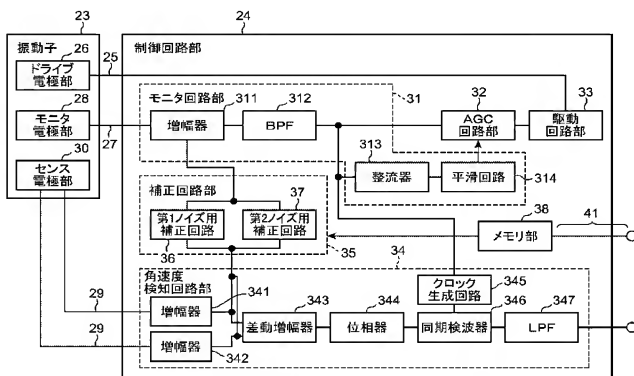 23
24
振動子
制御回路部
26
25
ドライブ
電極部
28
モニタ回路部
311
312
31
32
33
モニタ
電極部
増幅器
BPF
AGC
回路部
駆動
回路部
27
30
313
センス
電極部
整流器
平滑回路
314
補正回路部
37
第1ノイズ用
補正回路
第2ノイズ用
補正回路
38
41
メモリ部
36
35
34
角速度
検知回路部
クロック
生成回路
345
29
341
343
344
346
347
増幅器
差動増幅器
位相器
同期検波器
LPF
29
増幅器
342